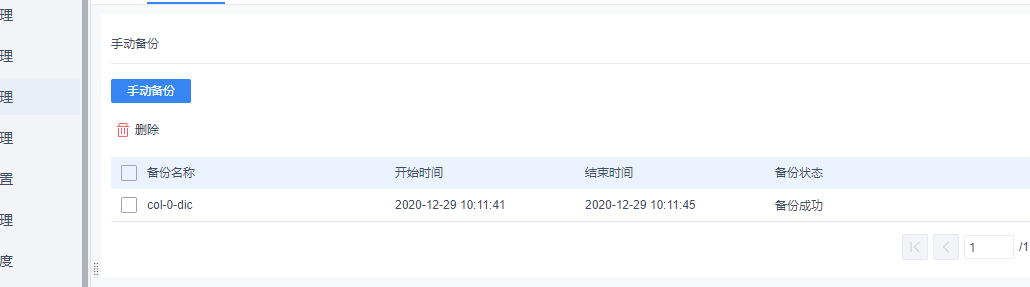 理
手动备份
理
手动备份
理
删除
理
备份名称 开始时间 结束时间 备份状态
置
col-0-dic 2020-12-29 10:11:41 2020-12-29 10:11:45 备份成功
理
1 /1
度